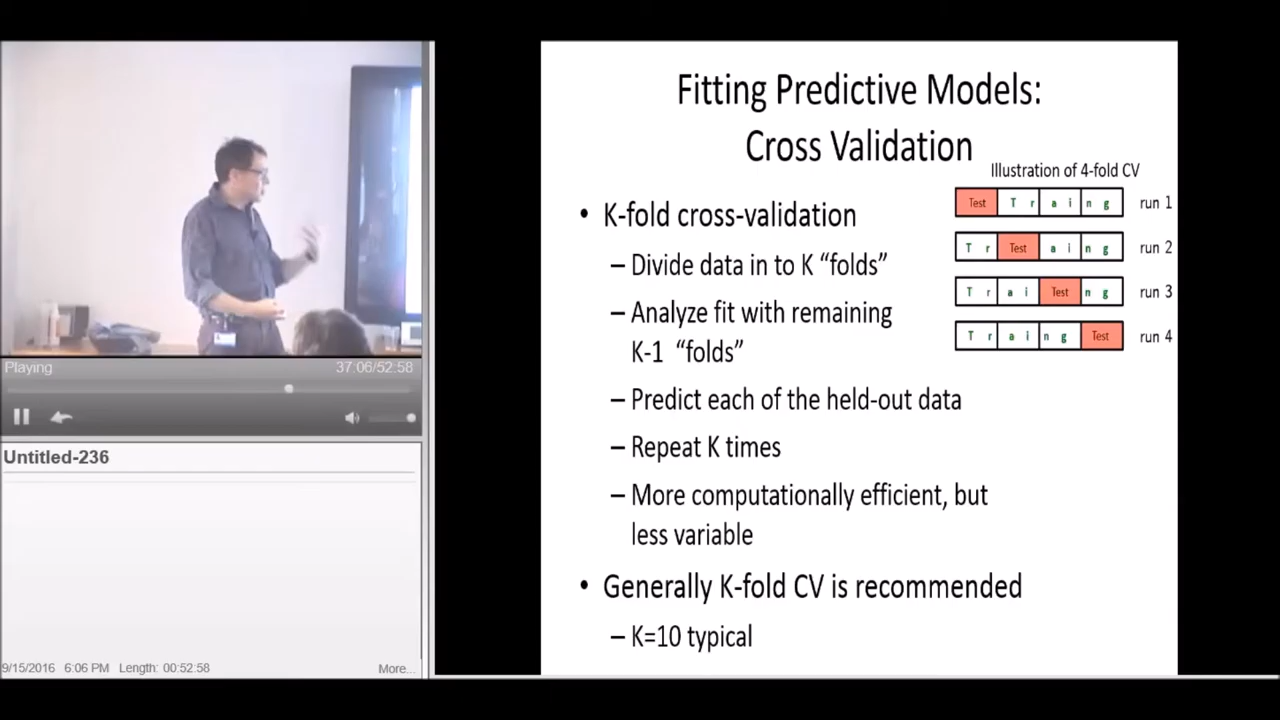 Fitting Predictive Models:
Cross Validation
Illustration of 4-fold CV
Test T r a i n g run 1
T r Test a i n g run 2
T r a i Test n g run 3
T r a i n g Test run 4
• K-fold cross-validation
– Divide data in to K “folds”
– Analyze fit with remaining
K-1 “folds”
– Predict each of the held-out data
– Repeat K times
– More computationally efficient, but
less variable
• Generally K-fold CV is recommended
– K=10 typical
Playing 37:06/52:58
Untitled-236
9/15/2016 6:06 PM Length: 00:52:58 More...